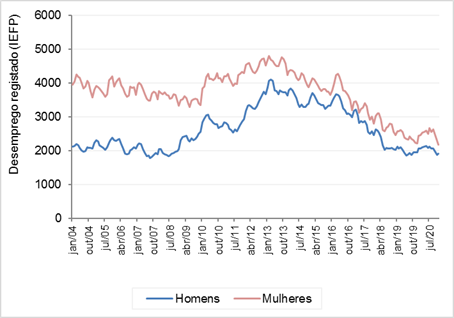 Desemprego registado (IEFP)
6000
5000
4000
3000
2000
1000
0
jan/04
out/04
jul/05
abr/06
jan/07
out/07
jul/08
abr/09
jan/10
out/10
jul/11
abr/12
jan/13
out/13
jul/14
abr/15
jan/16
out/16
jul/17
abr/18
jan/19
out/19
jul/20
Homens
Mulheres